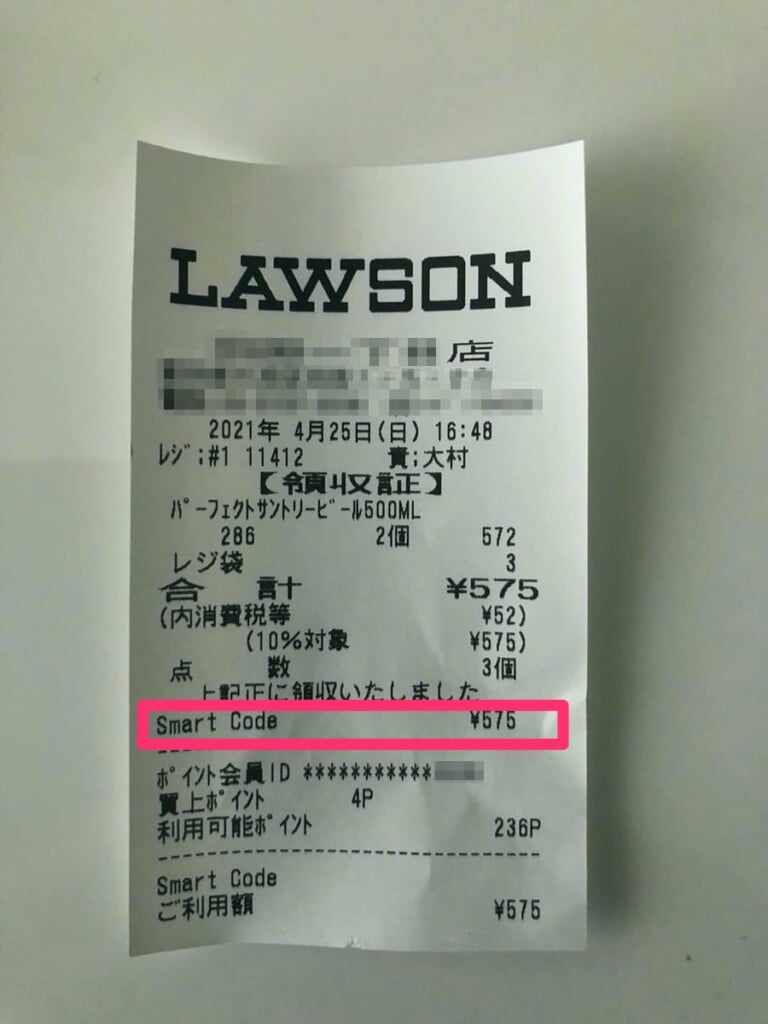 LAWSON
店
2021年 4月25日(日) 16:48
レジ;#1 11412 責;大村
【領収証】
パーフェクトサントリービール500ML
286 2個 572
レジ袋 3
合 計 ¥575
(内消費税等 ¥52)
(10%対象 ¥575)
点 数 3個
上記正に領収いたしました
Smart Code ¥575
ポイント会員ID ***********
買上ポイント 4P
利用可能ポイント 236P
Smart Code
ご利用額 ¥575